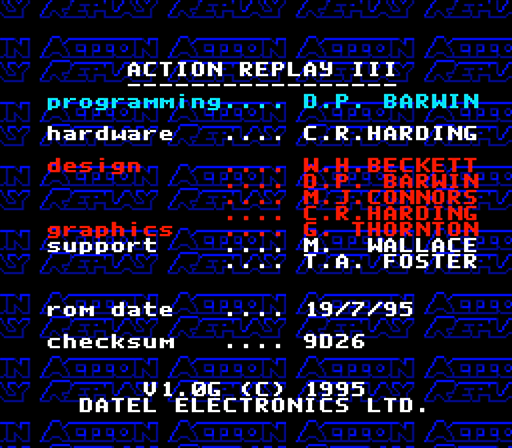 ACTION REPLAY III
programming.... D.P. BARWIN
hardware .... C.R.HARDING
design .... W.H.BECKETT
.... D.P. BARWIN
.... M.J.CONNORS
.... C.R.HARDING
graphics .... G. THORNTON
support .... M. WALLACE
.... T.A. FOSTER
rom date .... 19/7/95
checksum .... 9D26
V1.0G (C) 1995
DATEL ELECTRONICS LTD.